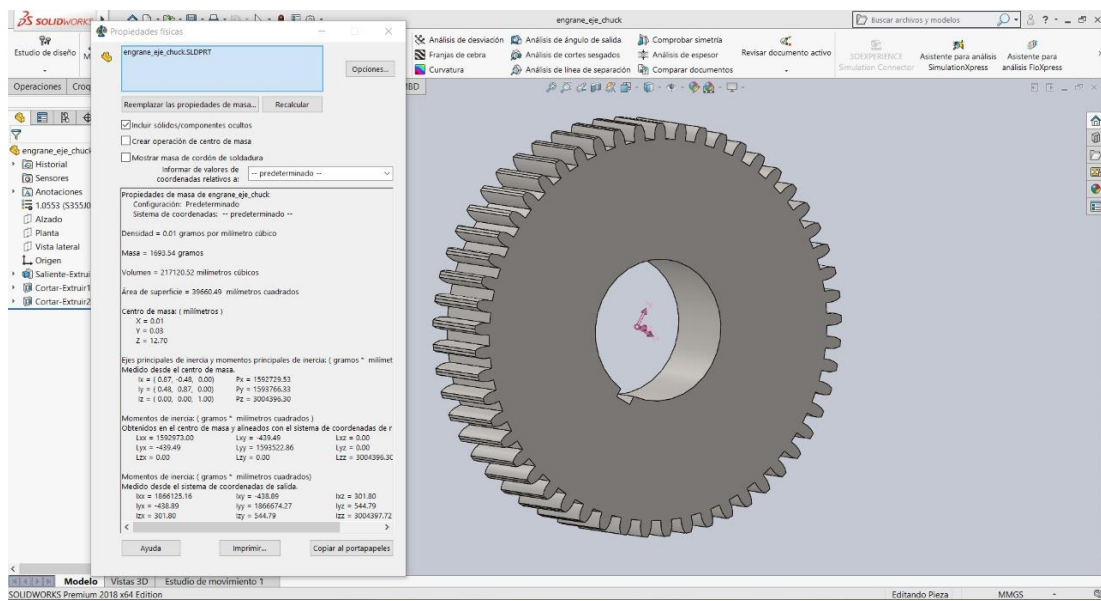 SOLIDWORKS
engrane_eje_chuck
Buscar archivos y modelos
Estudio de diseño
Análisis de desviación
Análisis de ángulo de salida
Comprobar simetría
Franjas de cebra
Análisis de cortes sesgados
Análisis de espesor
Revisar documento activo
Curvatura
Análisis de línea de separación
Comparar documentos
3DEXPERIENCE Simulation Connector
Asistente para análisis SimulationXpress
Asistente para análisis FloXpress
Operaciones
Croq
MBD
engrane_eje_chuck
Historial
Sensores
Anotaciones
1.0553 (S355J0
Alzado
Planta
Vista lateral
Origen
Saliente-Extrui
Cortar-Extruir1
Cortar-Extruir2
Propiedades físicas
engrane_eje_chuck.SLDPRT
Opciones...
Reemplazar las propiedades de masa...
Recalcular
Incluir sólidos/componentes ocultos
Crear operación de centro de masa
Mostrar masa de cordón de soldadura
Informar de valores de
coordenadas relativos a:
-- predeterminado --
Propiedades de masa de engrane_eje_chuck
Configuración: Predeterminado
Sistema de coordenadas: -- predeterminado --
Densidad = 0.01 gramos por milímetro cúbico
Masa = 1693.54 gramos
Volumen = 217120.52 milímetros cúbicos
Área de superficie = 39660.49 milímetros cuadrados
Centro de masa: ( milímetros )
X = 0.01
Y = 0.03
Z = 12.70
Ejes principales de inercia y momentos principales de inercia: ( gramos * milímet
Medido desde el centro de masa.
Ix = ( 0.87, -0.48, 0.00) Px = 1592729.53
Iy = ( 0.48, 0.87, 0.00) Py = 1593766.33
Iz = ( 0.00, 0.00, 1.00) Pz = 3004396.30
Momentos de inercia: ( gramos * milímetros cuadrados )
Obtenidos en el centro de masa y alineados con el sistema de coordenadas de r
Lxx = 1592973.00 Lxy = -439.49 Lxz = 0.00
Lyx = -439.49 Lyy = 1593522.86 Lyz = 0.00
Lzx = 0.00 Lzy = 0.00 Lzz = 3004396.30
Momentos de inercia: ( gramos * milímetros cuadrados)
Medido desde el sistema de coordenadas de salida.
Ixx = 1866125.16 Ixy = -438.89 Ixz = 301.80
Iyx = -438.89 Iyy = 1866674.27 Iyz = 544.79
Izx = 301.80 Izy = 544.79 Izz = 3004397.72
Ayuda
Imprimir...
Copiar al portapapeles
Modelo
Vistas 3D
Estudio de movimiento 1
SOLIDWORKS Premium 2018 x64 Edition
Editando Pieza
MMGS